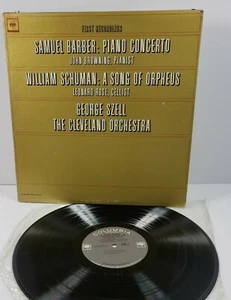 FIRST RECORDINGS
SAMUEL BARBER: PIANO CONCERTO
JOHN BROWNING, PIANIST
WILLIAM SCHUMAN: A SONG OF ORPHEUS
LEONARD ROSE, CELLIST
GEORGE SZELL
THE CLEVELAND ORCHESTRA
COLUMBIA